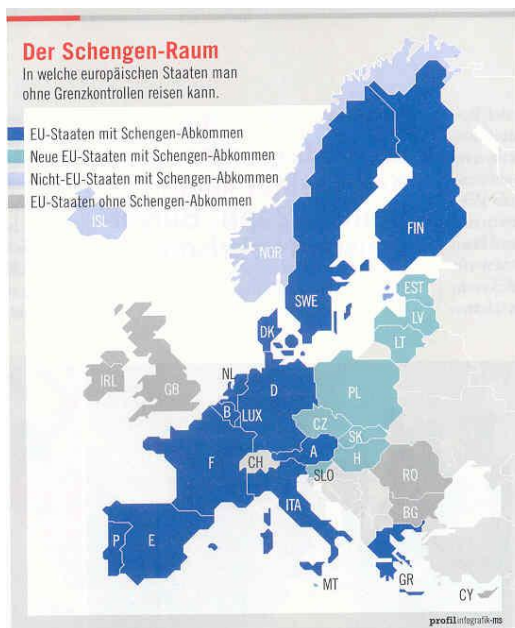 Der Schengen-Raum
In welche europäischen Staaten man
ohne Grenzkontrollen reisen kann.
EU-Staaten mit Schengen-Abkommen
Neue EU-Staaten mit Schengen-Abkommen
Nicht-EU-Staaten mit Schengen-Abkommen
EU-Staaten ohne Schengen-Abkommen
ISL
FIN
NOR
SWE
EST
LV
LT
DK
NL
IRL
GB
D
PL
B
LUX
CZ
SK
A
H
F
CH
SLO
RO
ITA
BG
P
E
MT
GR
CY
profil infografik-ms